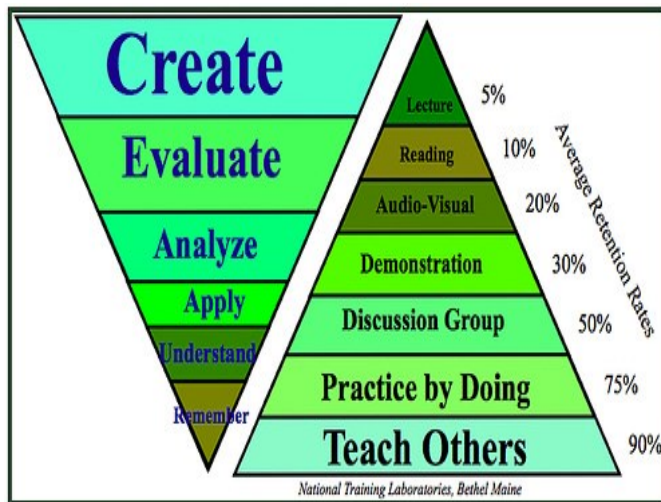 Create
Evaluate
Analyze
Apply
Understand
Remember
Lecture
5%
Reading
10%
Audio-Visual
20%
Demonstration
30%
Discussion Group
50%
Practice by Doing
75%
Teach Others
90%
Average Retention Rates
National Training Laboratories, Bethel Maine